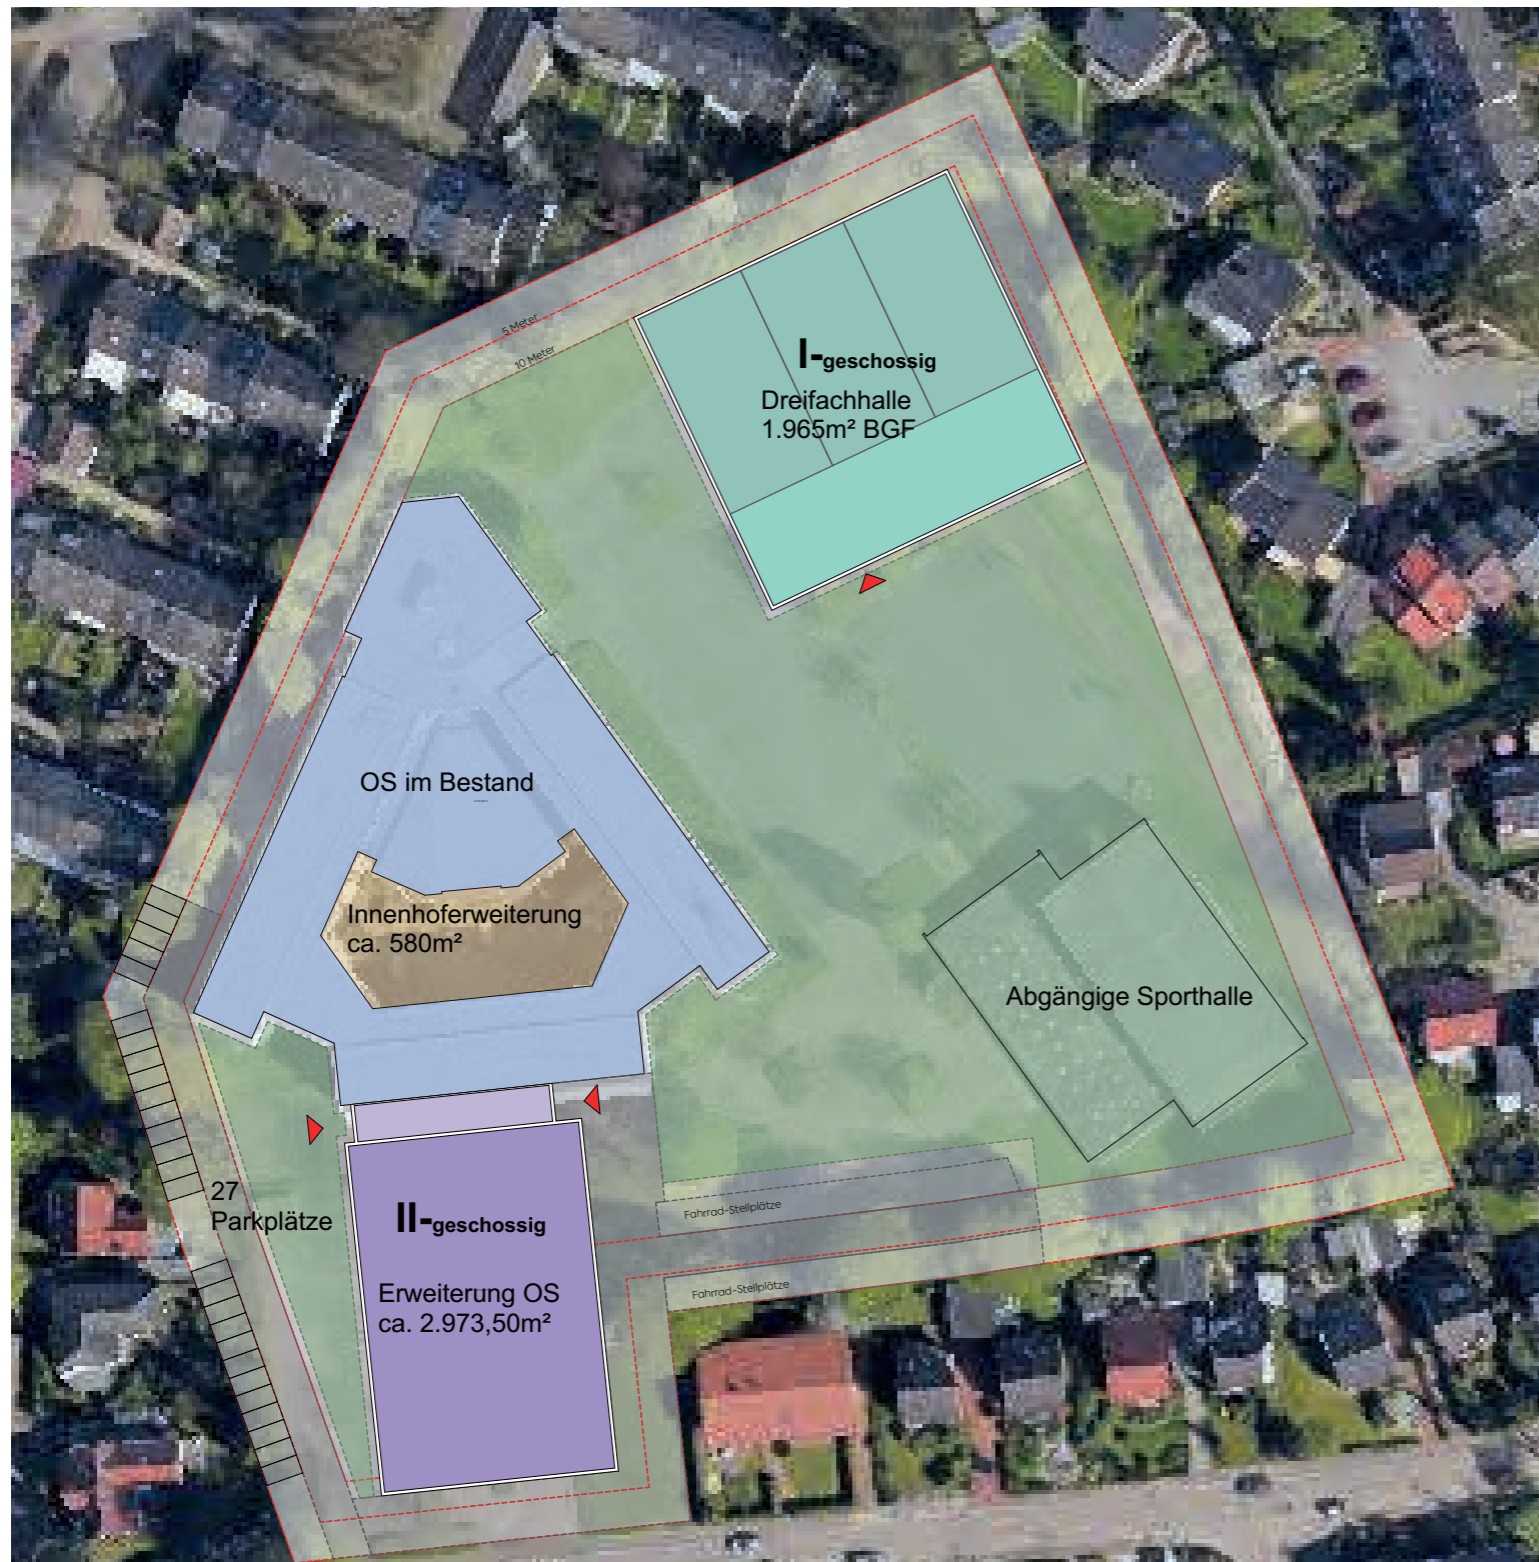 5 Meter
10 Meter
I-geschossig
Dreifachhalle
1.965m² BGF
OS im Bestand
Innenhoferweiterung
ca. 580m²
Abgängige Sporthalle
27
Parkplätze
Fahrrad-Stellplätze
II-geschossig
Fahrrad-Stellplätze
Erweiterung OS
ca. 2.973,50m²